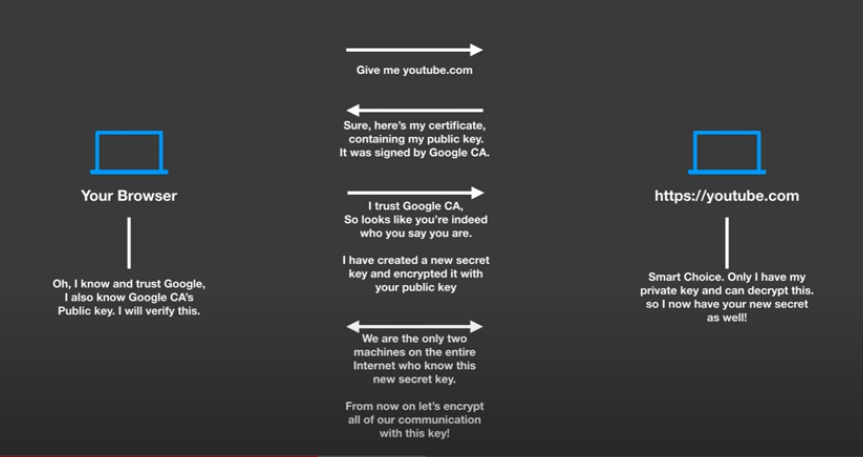 Give me youtube.com
Sure, here's my certificate,
containing my public key.
It was signed by Google CA.
Your Browser
https://youtube.com
I trust Google CA,
So looks like you're indeed
who you say you are.
I have created a new secret
key and encrypted it with
your public key
Oh, I know and trust Google,
I also know Google CA's
Public key. I will verify this.
Smart Choice. Only I have my
private key and can decrypt this.
so I now have your new secret
as well!
We are the only two
machines on the entire
Internet who know this
new secret key.
From now on let's encrypt
all of our communication
with this key!